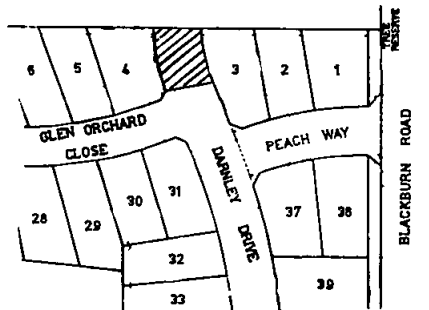 TREE
RESERVE
6
5
4
3
2
1
GLEN ORCHARD
CLOSE
PEACH WAY
BLACKBURN ROAD
DARNLEY DRIVE
28
29
30
31
32
33
37
38
39